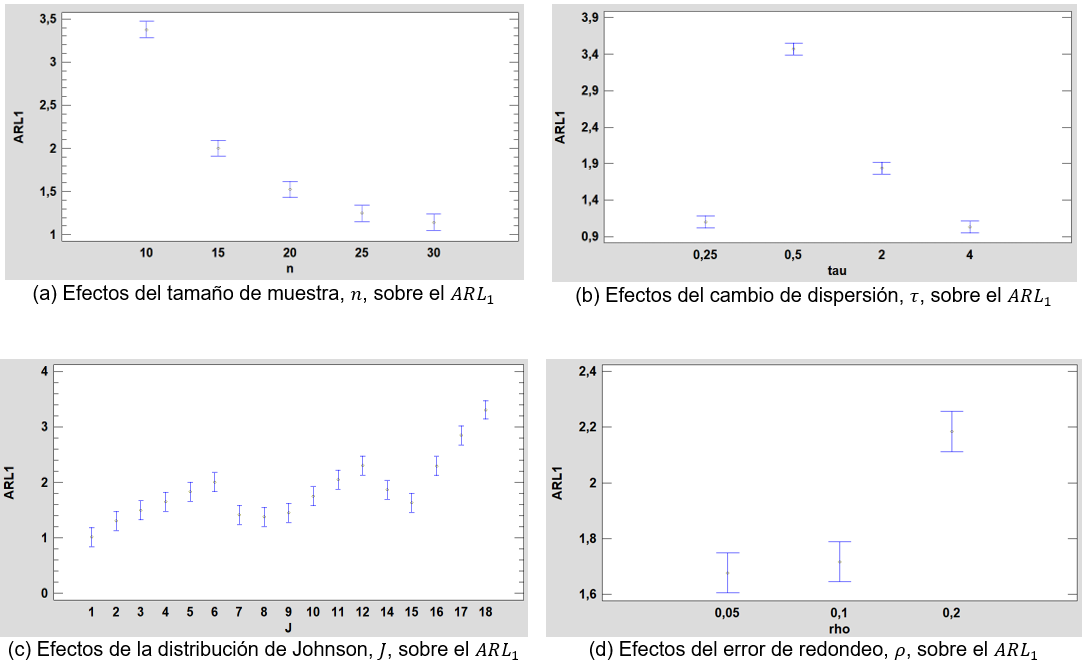 3,5
3
2,5
2
1,5
1
ARL1
10 15 20 25 30
n
(a) Efectos del tamaño de muestra, 𝑛, sobre el 𝐴𝑅𝐿₁
3,9
3,4
2,9
2,4
1,9
1,4
0,9
ARL1
0,25 0,5 2 4
tau
(b) Efectos del cambio de dispersión, 𝜏, sobre el 𝐴𝑅𝐿₁
4
3
2
1
0
ARL1
1 2 3 4 5 6 7 8 9 10 11 12 14 15 16 17 18
J
(c) Efectos de la distribución de Johnson, 𝐽, sobre el 𝐴𝑅𝐿₁
2,4
2,2
2
1,8
1,6
ARL1
0,05 0,1 0,2
rho
(d) Efectos del error de redondeo, 𝜌, sobre el 𝐴𝑅𝐿₁